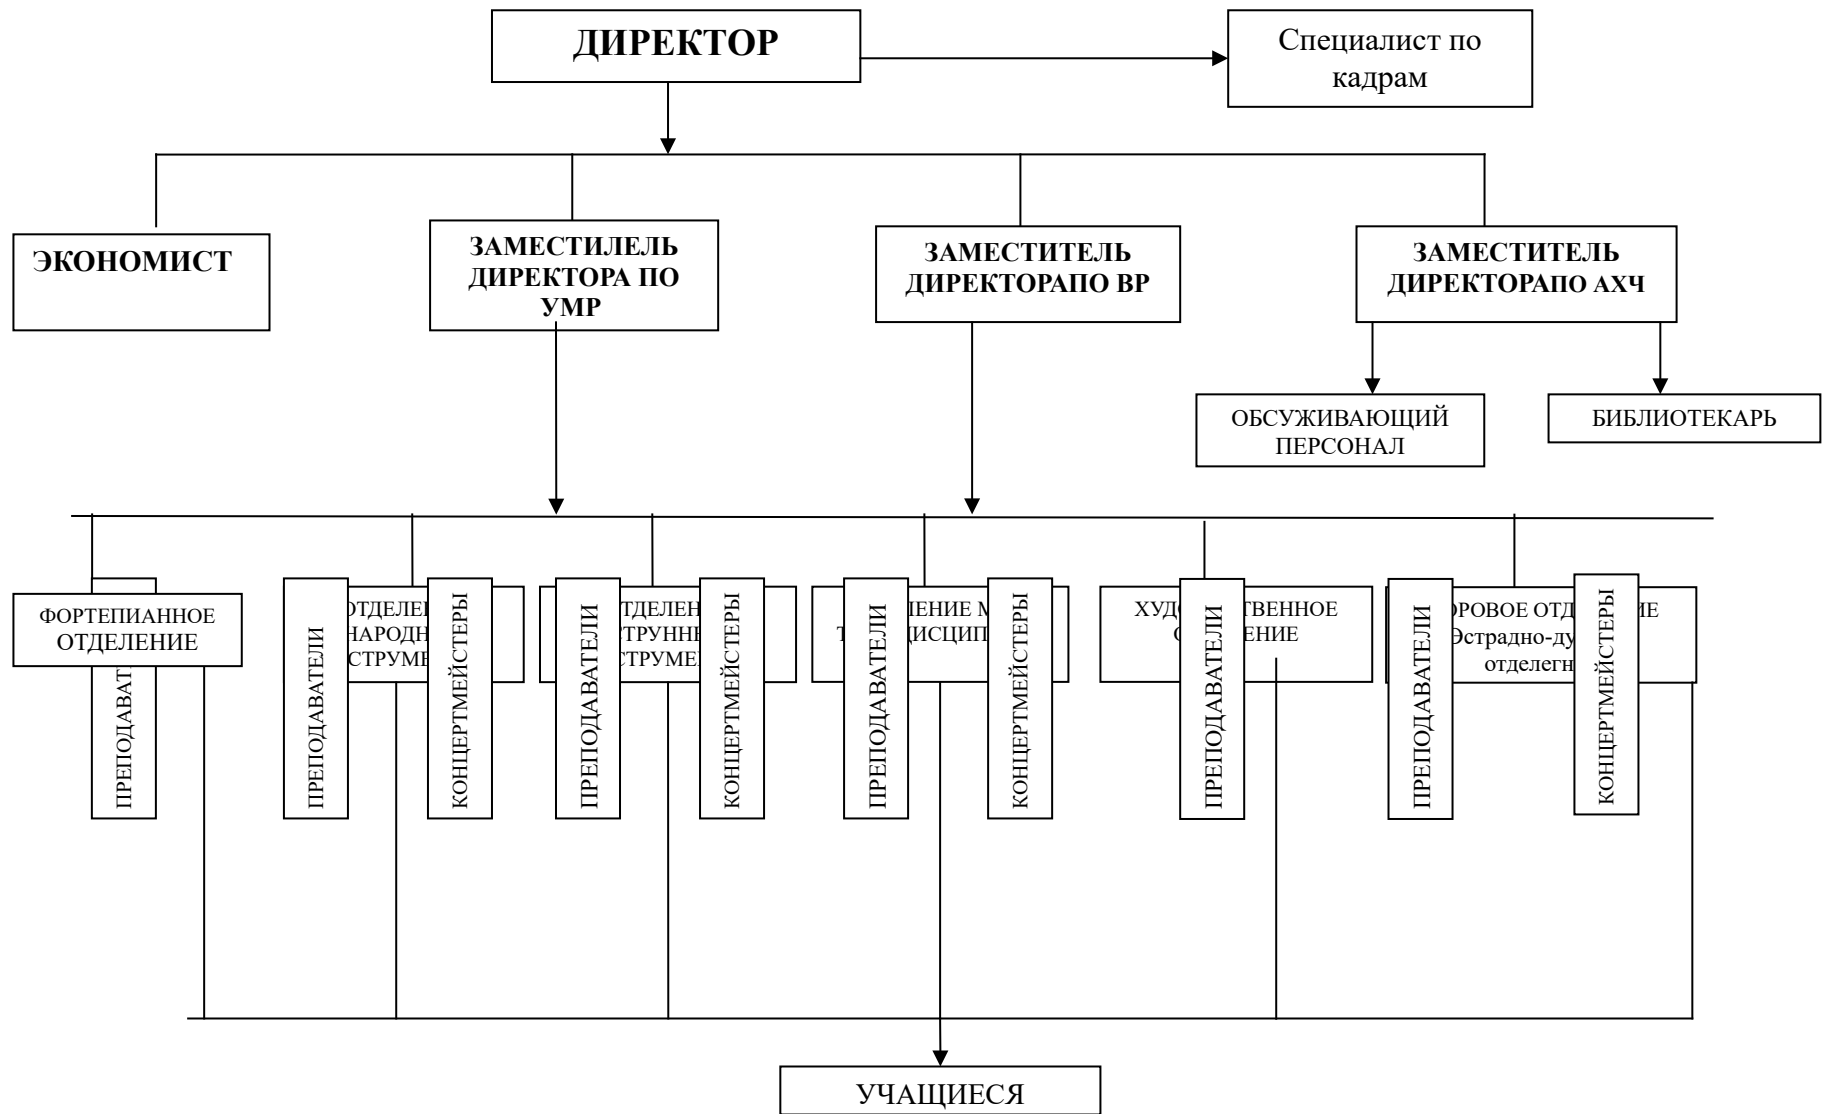 ДИРЕКТОР
Специалист по
кадрам
ЭКОНОМИСТ
ЗАМЕСТИЛЕЛЬ
ДИРЕКТОРА ПО
УМР
ЗАМЕСТИТЕЛЬ
ДИРЕКТОРАПО ВР
ЗАМЕСТИТЕЛЬ
ДИРЕКТОРАПО АХЧ
ОБСУЖИВАЮЩИЙ
ПЕРСОНАЛ
БИБЛИОТЕКАРЬ
ФОРТЕПИАННОЕ
ОТДЕЛЕНИЕ
ПРЕПОДАВАТ
ПРЕПОДАВАТЕЛИ
КОНЦЕРТМЕЙСТЕРЫ
ПРЕПОДАВАТЕЛИ
КОНЦЕРТМЕЙСТЕРЫ
ПРЕПОДАВАТЕЛИ
КОНЦЕРТМЕЙСТЕРЫ
ПРЕПОДАВАТЕЛИ
ПРЕПОДАВАТЕЛИ
КОНЦЕРТМЕЙСТЕРЫ
УЧАЩИЕСЯ